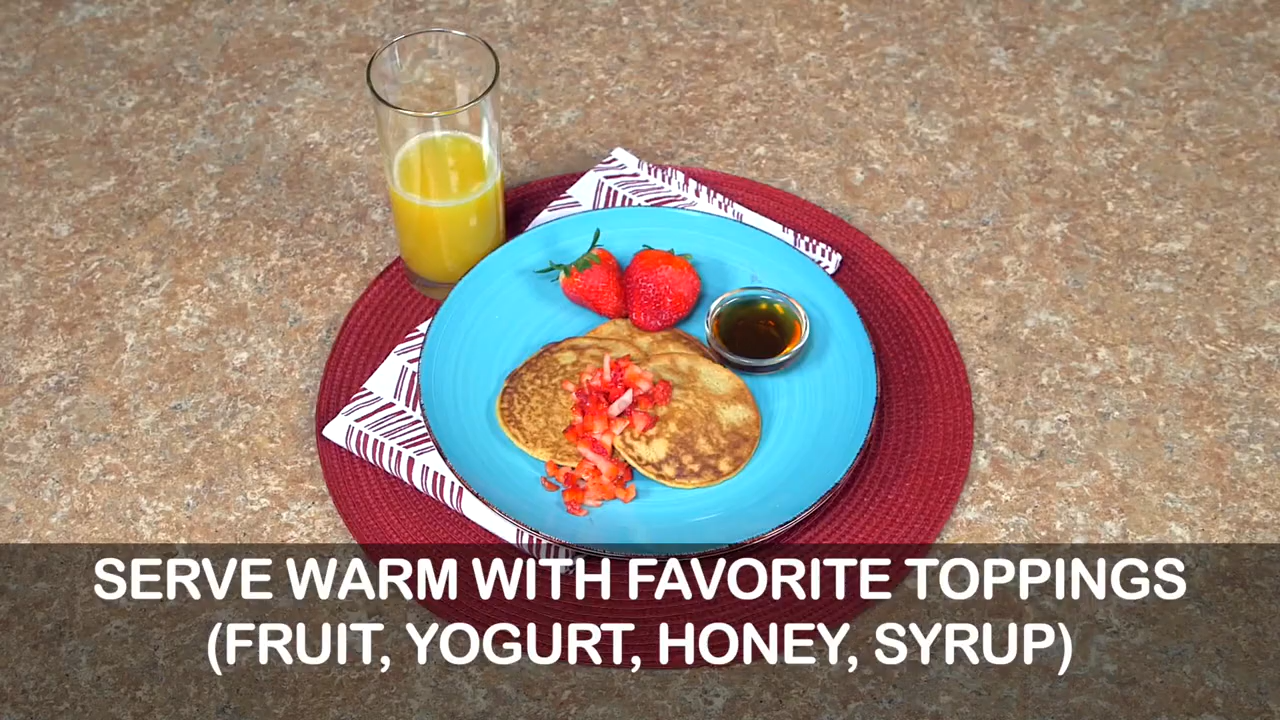 SERVE WARM WITH FAVORITE TOPPINGS
(FRUIT, YOGURT, HONEY, SYRUP)